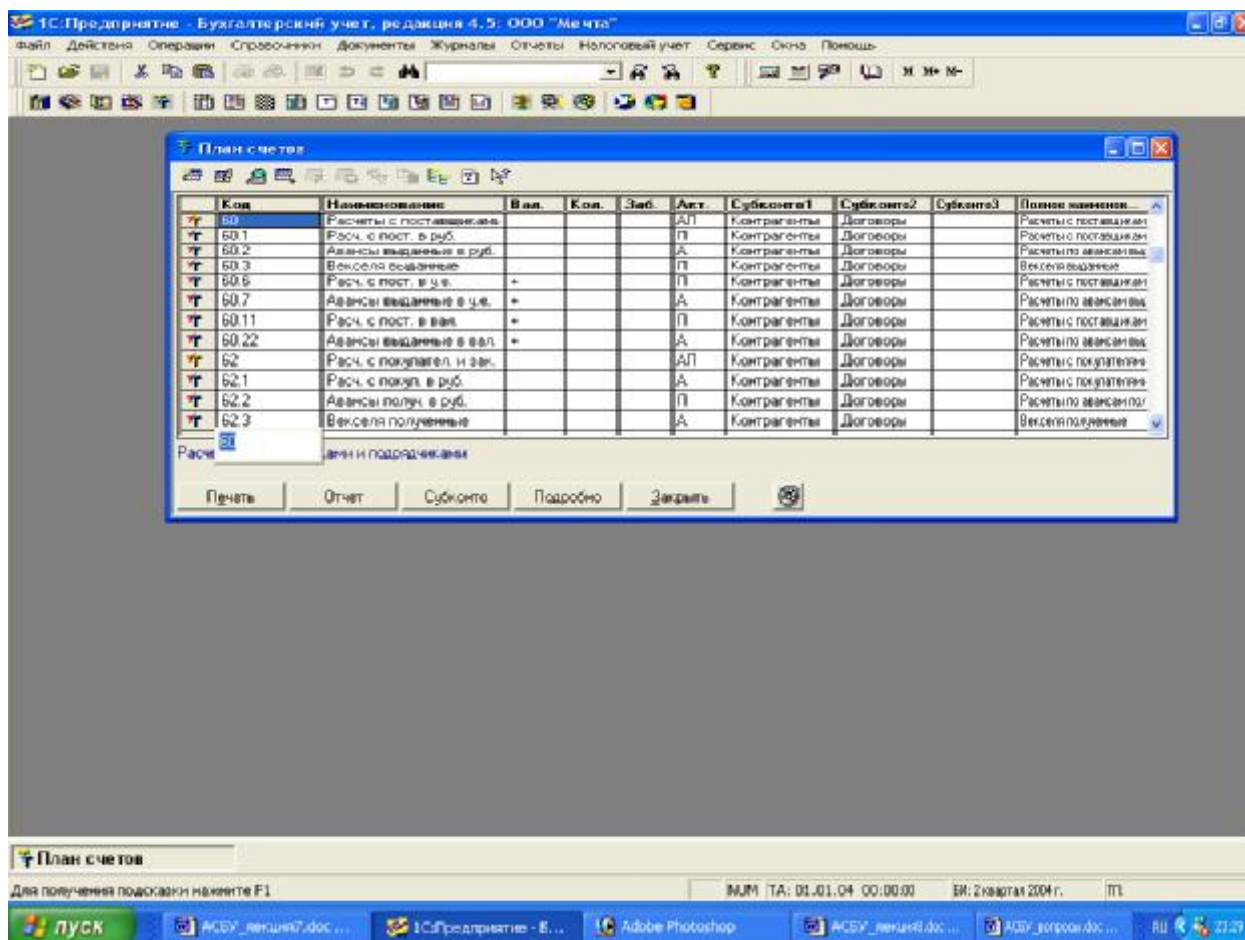 1С:Предприятие - Бухгалтерский учет, редакция 4.5: ООО "Мечта"
Файл Действия Операции Справочники Документы Журналы Отчеты Налоговый учет Сервис Окна Помощь
M M+ M-
План счетов
Код Наименование Вал. Кол. Заб. Акт. Субконто1 Субконто2 Субконто3 Полное наименов...
60 Расчеты с поставщиками АП Контрагенты Договоры Расчеты с поставщикам
60.1 Расч. с пост. в руб. П Контрагенты Договоры Расчеты с поставщикам
60.2 Авансы выданные в руб. А Контрагенты Договоры Расчеты по авансам выд
60.3 Векселя выданные П Контрагенты Договоры Векселя выданные
60.6 Расч. с пост. в у.е. + П Контрагенты Договоры Расчеты с поставщикам
60.7 Авансы выданные в у.е. + А Контрагенты Договоры Расчеты по авансам выд
60.11 Расч. с пост. в вал. + П Контрагенты Договоры Расчеты с поставщикам
60.22 Авансы выданные в вал. + А Контрагенты Договоры Расчеты по авансам выд
62 Расч. с покупател. и зак. АП Контрагенты Договоры Расчеты с покупателями
62.1 Расч. с покуп. в руб. А Контрагенты Договоры Расчеты с покупателями
62.2 Авансы получ. в руб. П Контрагенты Договоры Расчеты по авансам пол
62.3 Векселя полученные А Контрагенты Договоры Векселя полученные
60
Расч ами и подрядчиками
Печать Отчет Субконто Подробно Закрыть
План счетов
Для получения подсказки нажмите F1 NUM ТА: 01.01.04 00:00:00 БИ: 2 квартал 2004 г. ТП:
пуск АСБУ_лекция7.doc ... 1С:Предприятие - Б... Adobe Photoshop АСБУ_лекция8.doc ... АСБУ_вопросы.doc ... RU 23:29